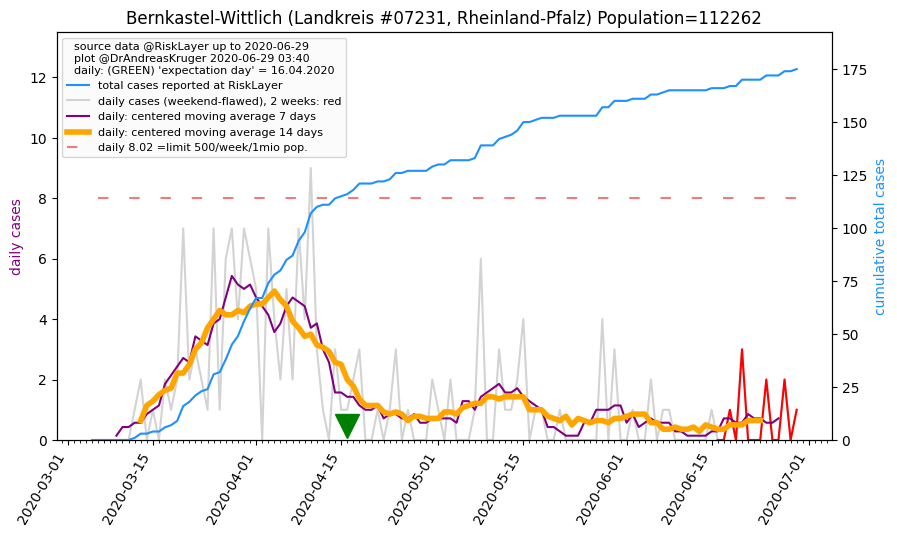 Bernkastel-Wittlich (Landkreis #07231, Rheinland-Pfalz) Population=112262
source data @RiskLayer up to 2020-06-29
plot @DrAndreasKruger 2020-06-29 03:40
daily: (GREEN) 'expectation day' = 16.04.2020
total cases reported at RiskLayer
daily cases (weekend-flawed), 2 weeks: red
daily: centered moving average 7 days
daily: centered moving average 14 days
daily 8.02 =limit 500/week/1mio pop.
daily cases
12
10
8
6
4
2
0
cumulative total cases
175
150
125
100
75
50
25
0
2020-03-01
2020-03-15
2020-04-01
2020-04-15
2020-05-01
2020-05-15
2020-06-01
2020-06-15
2020-07-01